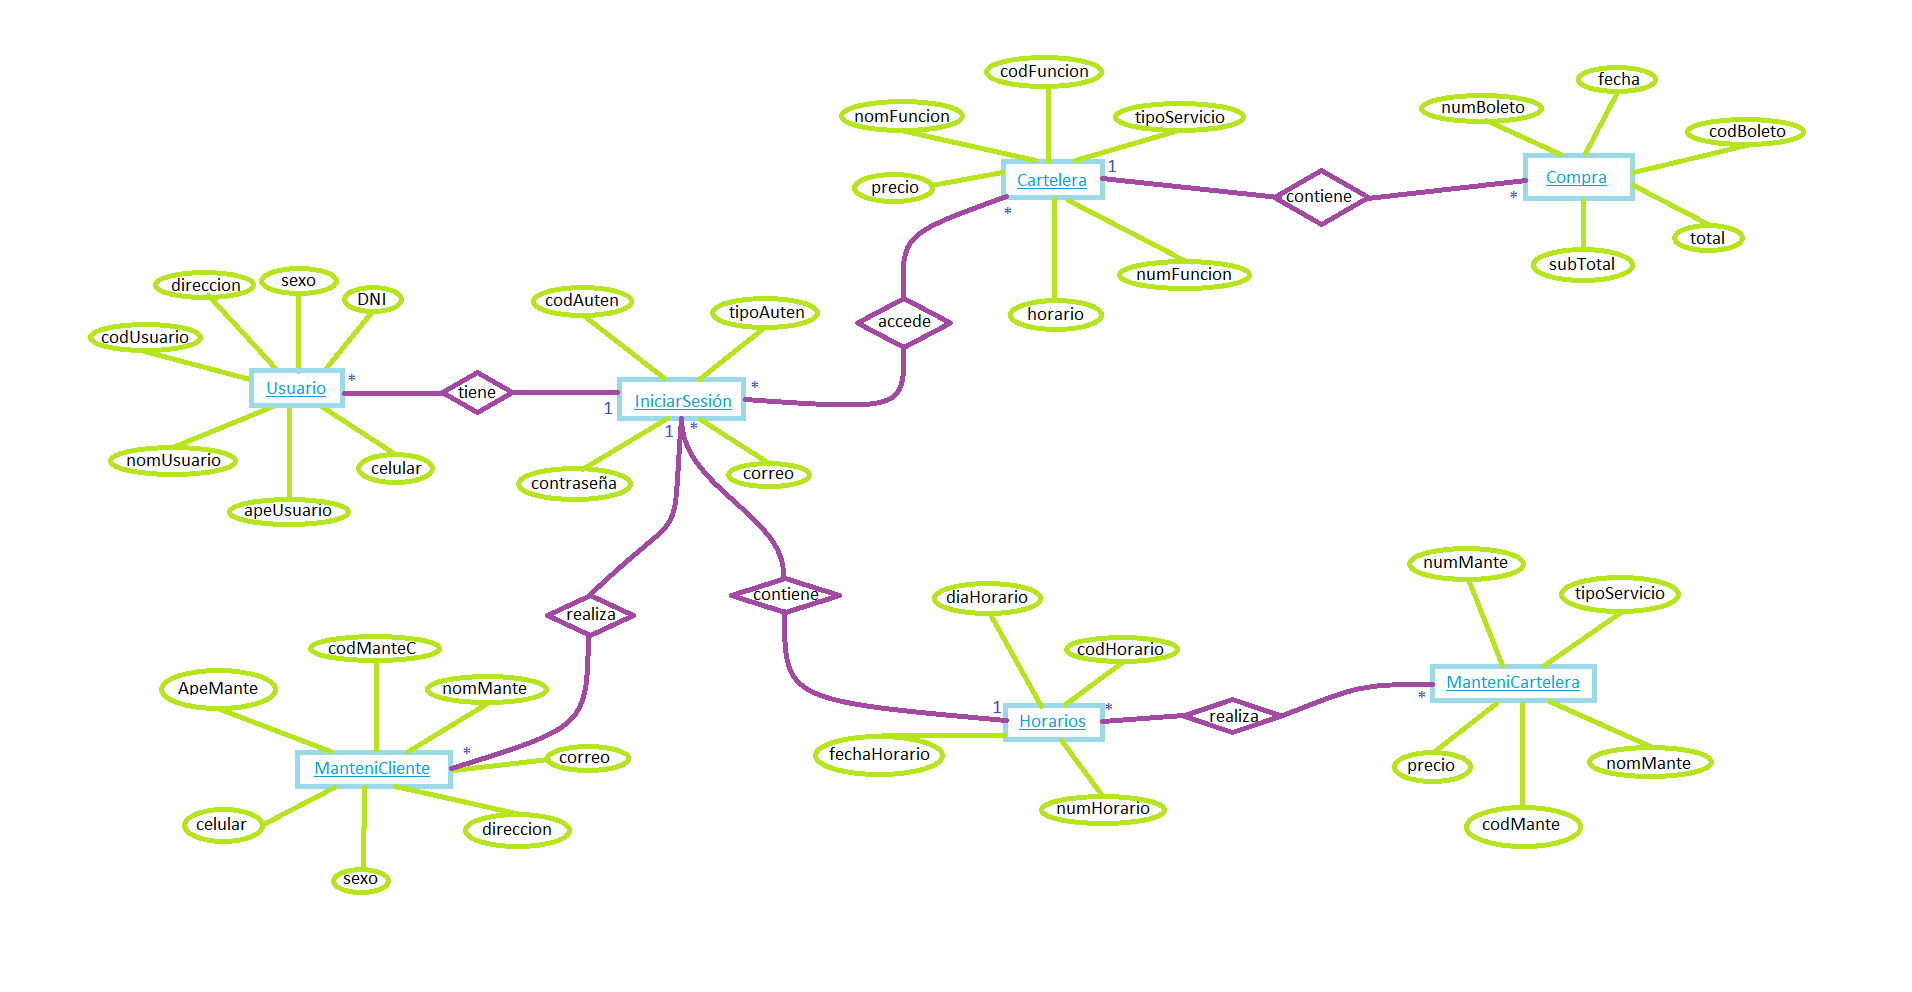 codFuncion
nomFuncion
tipoServicio
precio
Cartelera
1
*
horario
numFuncion
contiene
fecha
numBoleto
codBoleto
Compra
*
subTotal
total
direccion
sexo
DNI
codUsuario
Usuario
*
nomUsuario
apeUsuario
celular
tiene
codAuten
tipoAuten
1
IniciarSesión
*
1
*
contraseña
correo
accede
realiza
contiene
codManteC
ApeMante
nomMante
*
correo
ManteniCliente
celular
direccion
sexo
diaHorario
codHorario
1
Horarios
*
fechaHorario
numHorario
realiza
numMante
tipoServicio
*
ManteniCartelera
precio
nomMante
codMante